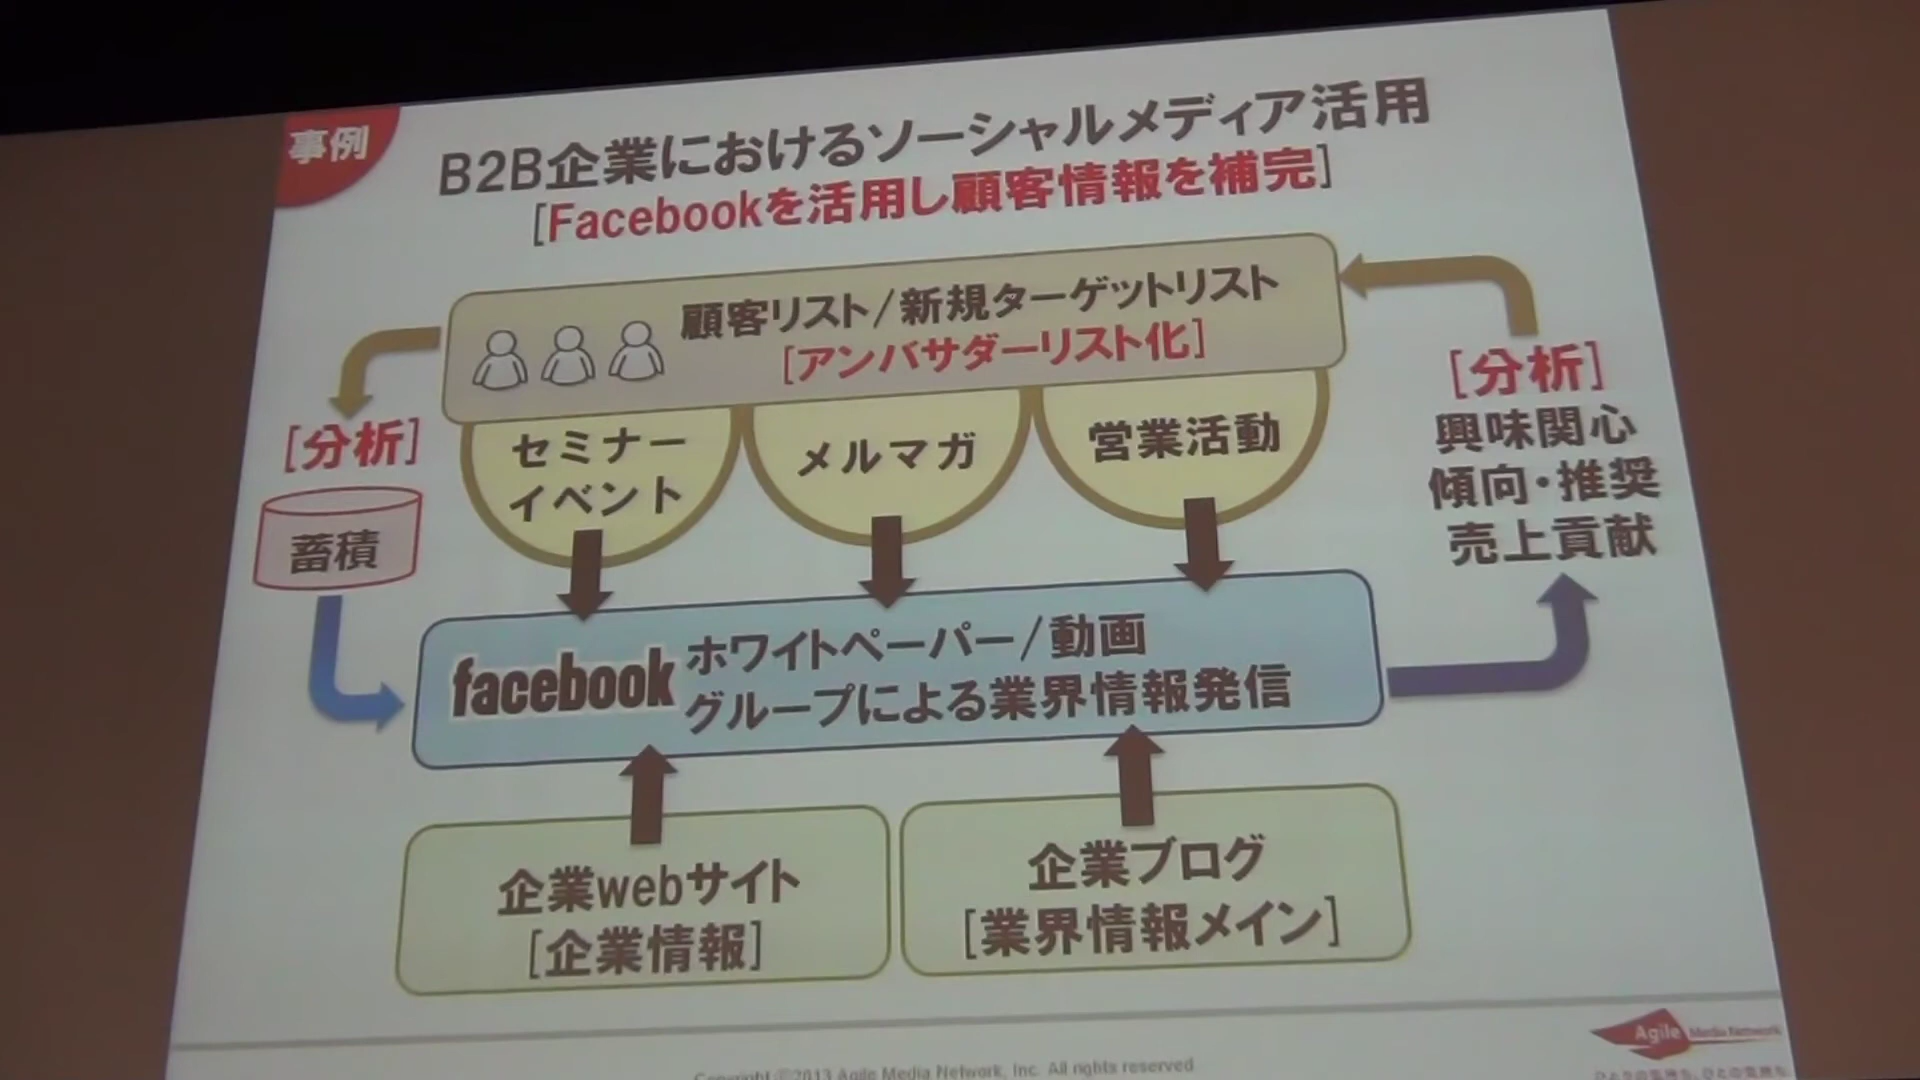 事例
B2B企業におけるソーシャルメディア活用
[Facebookを活用し顧客情報を補完]
顧客リスト/新規ターゲットリスト
[アンバサダーリスト化]
[分析]
蓄積
セミナー
イベント
メルマガ
営業活動
[分析]
興味関心
傾向・推奨
売上貢献
facebook
ホワイトペーパー/動画
グループによる業界情報発信
企業webサイト
[企業情報]
企業ブログ
[業界情報メイン]
Agile Media Network
Copyright ©2013 Agile Media Network, Inc. All rights reserved